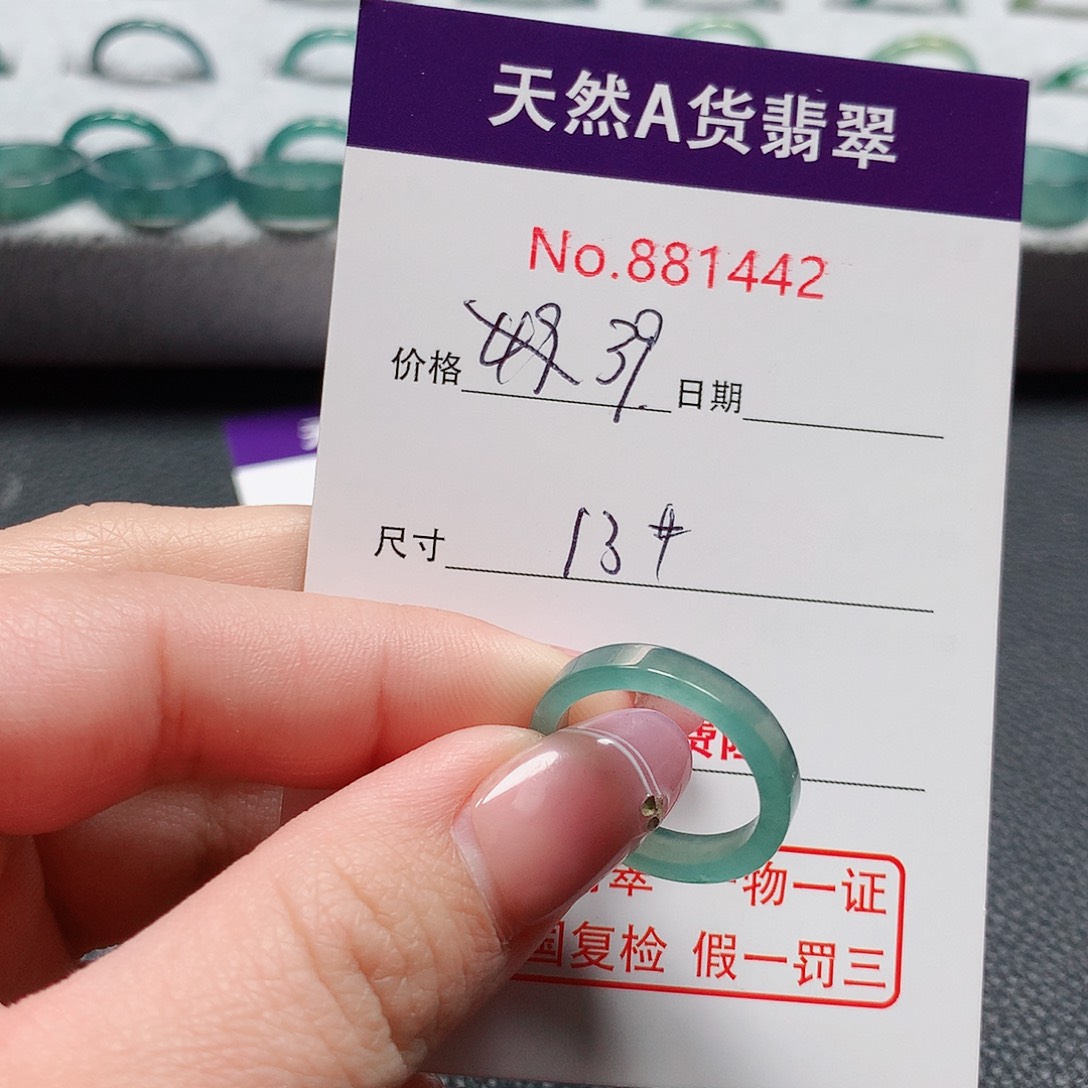 天然A货翡翠
No.881442
价格 39 日期
尺寸 13#
翠 物一证
国复检 假一罚三